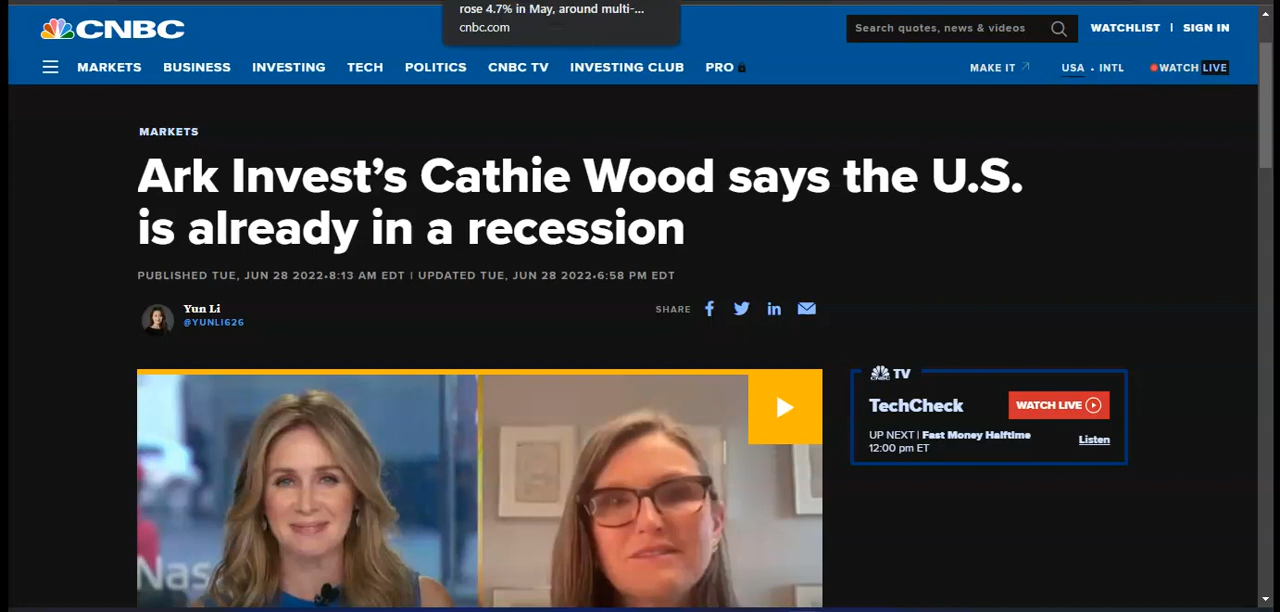 rose 4.7% in May, around multi-...
cnbc.com
CNBC
Search quotes, news & videos
WATCHLIST | SIGN IN
MARKETS BUSINESS INVESTING TECH POLITICS CNBC TV INVESTING CLUB PRO
MAKE IT USA • INTL WATCH LIVE
MARKETS
Ark Invest’s Cathie Wood says the U.S.
is already in a recession
PUBLISHED TUE, JUN 28 2022•8:13 AM EDT | UPDATED TUE, JUN 28 2022•6:58 PM EDT
Yun Li
@YUNLI626
SHARE
Nas
CNBC TV
TechCheck
WATCH LIVE
UP NEXT | Fast Money Halftime
12:00 pm ET
Listen